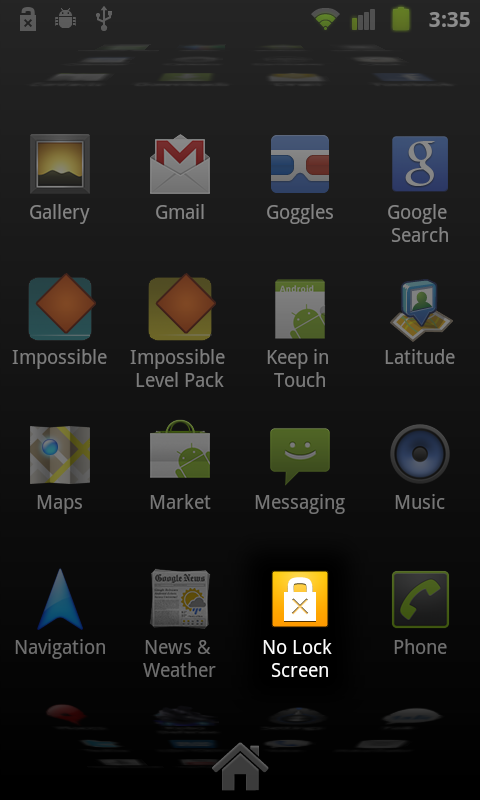 3:35
Gallery
Gmail
Goggles
Google
Search
Impossible
Impossible
Level Pack
Android
Keep in
Touch
Latitude
Maps
Market
Messaging
Music
Google News
Navigation
News &
Weather
No Lock
Screen
Phone